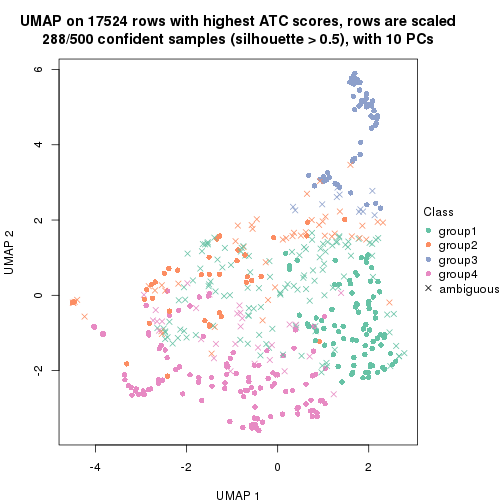 UMAP on 17524 rows with highest ATC scores, rows are scaled
288/500 confident samples (silhouette > 0.5), with 10 PCs
6
4
2
0
-2
UMAP 2
-4
-2
0
2
UMAP 1
Class
group1
group2
group3
group4
ambiguous